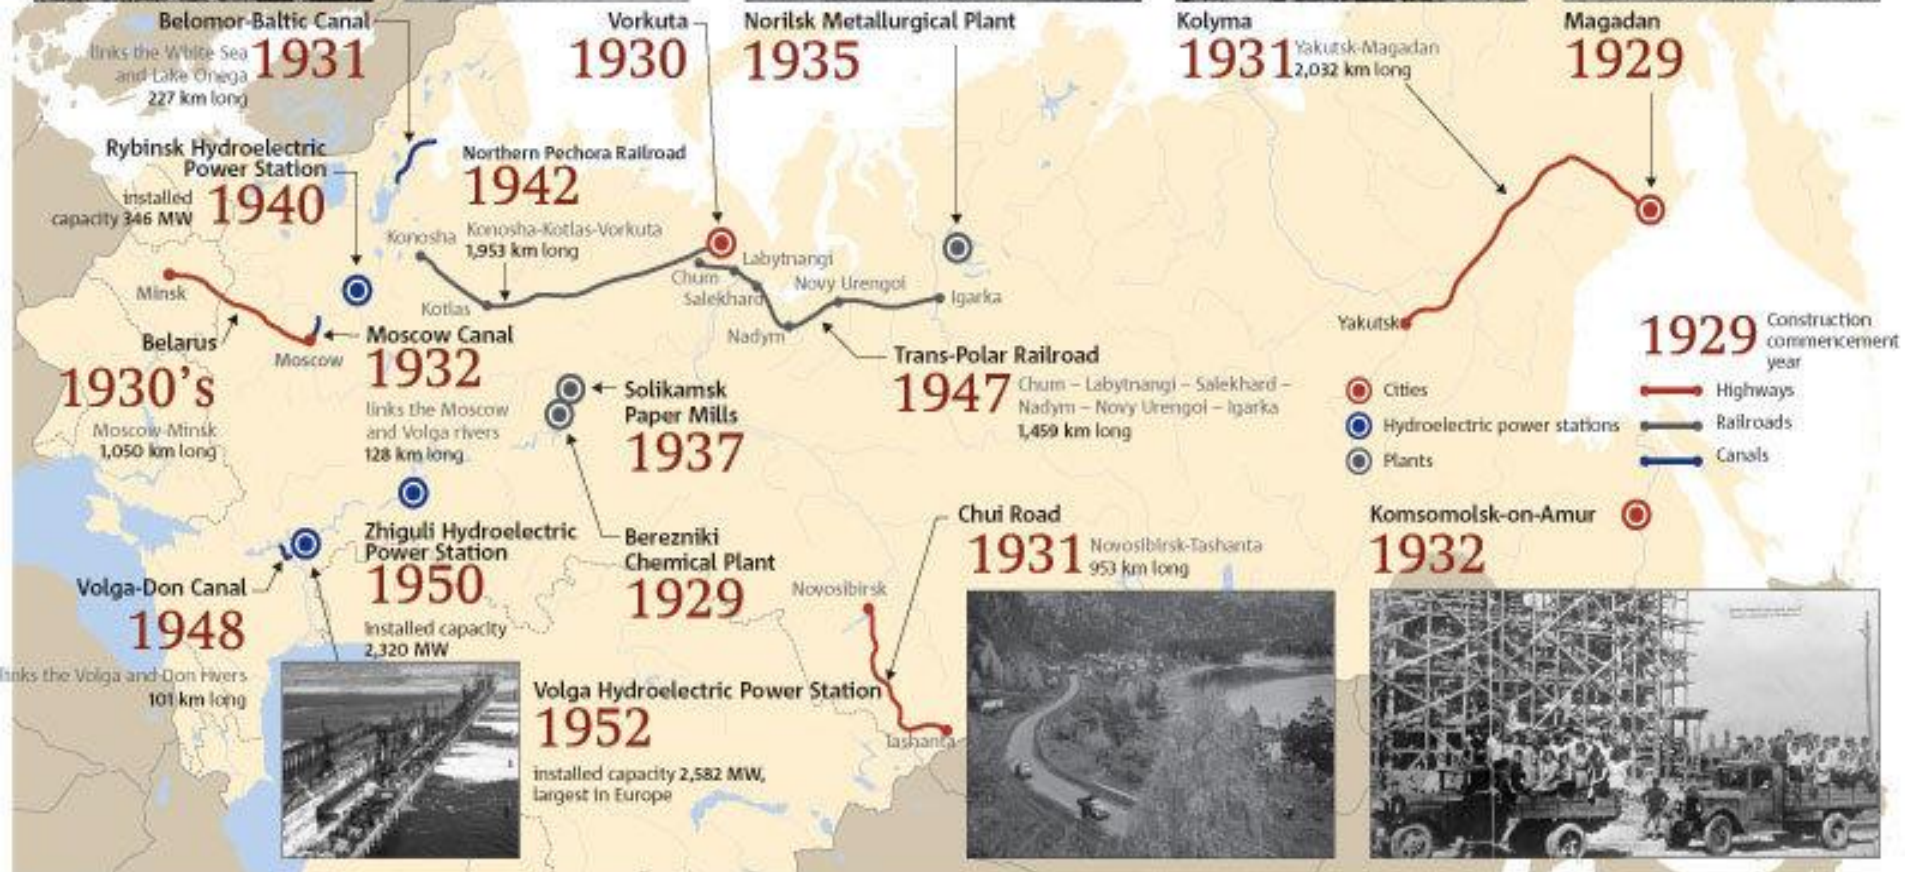 Belomor-Baltic Canal
links the White Sea
and Lake Onega
227 km long
1931
Vorkuta
1930
Norilsk Metallurgical Plant
1935
Kolyma
1931
Yakutsk-Magadan
2,032 km long
Magadan
1929
Rybinsk Hydroelectric
Power Station
installed
capacity 346 MW
1940
Northern Pechora Railroad
1942
Konosha-Kotlas-Vorkuta
1,953 km long
Konosha
Kotlas
Chum
Labytnangi
Salekhard
Nadym
Novy Urengoi
Igarka
Minsk
Moscow
Belarus
1930's
Moscow-Minsk
1,050 km long
Moscow Canal
1932
links the Moscow
and Volga rivers
128 km long
Solikamsk
Paper Mills
1937
Trans-Polar Railroad
1947
Chum – Labytnangi – Salekhard –
Nadym – Novy Urengoi – Igarka
1,459 km long
Yakutsk
1929
Construction
commencement
year
Cities
Hydroelectric power stations
Plants
Highways
Railroads
Canals
Zhiguli Hydroelectric
Power Station
1950
Installed capacity
2,320 MW
Berezniki
Chemical Plant
1929
Chui Road
1931
Novosibirsk-Tashanta
953 km long
Novosibirsk
Tashanta
Komsomolsk-on-Amur
1932
Volga-Don Canal
1948
links the Volga and Don rivers
101 km long
Volga Hydroelectric Power Station
1952
installed capacity 2,582 MW,
largest in Europe